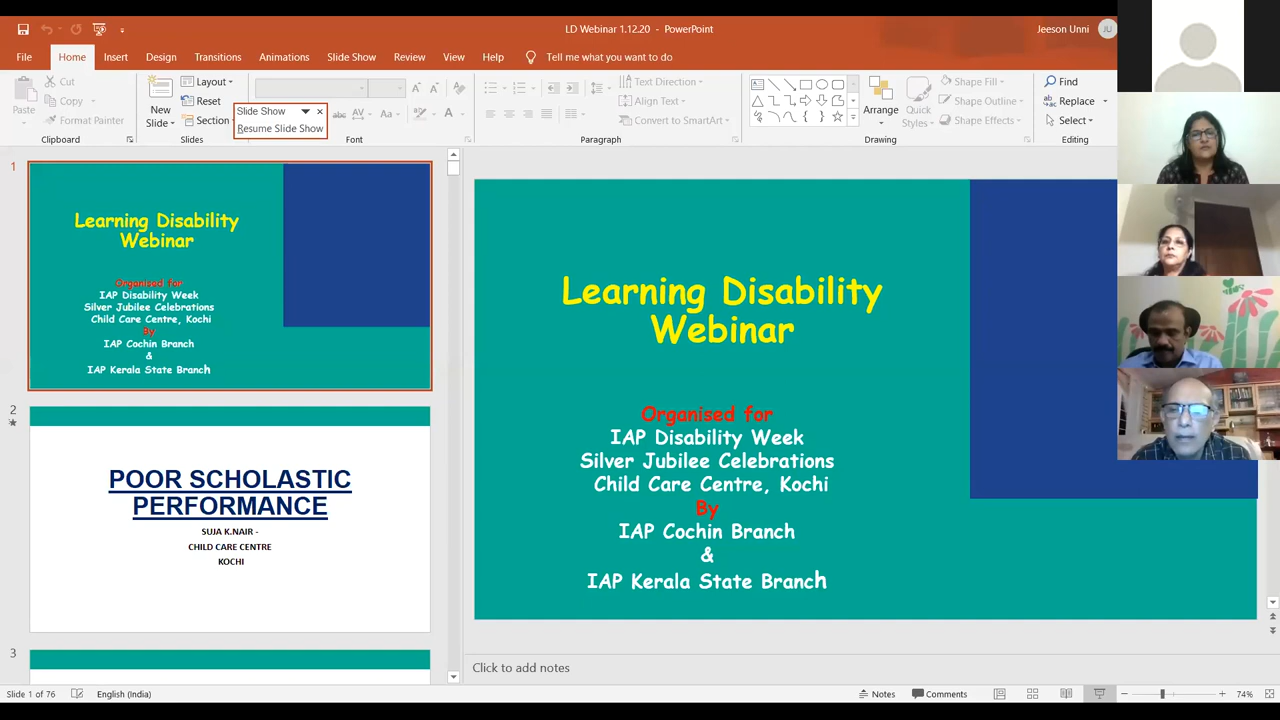 LD Webinar 1.12.20 - PowerPoint
Jeeson Unni
JU
File Home Insert Design Transitions Animations Slide Show Review View Help Tell me what you want to do
Cut
Copy
Format Painter
Paste
Clipboard
New
Slide
Layout
Reset
Section
Slides
Slide Show
Resume Slide Show
Font
Text Direction
Align Text
Convert to SmartArt
Paragraph
Arrange
Quick
Styles
Shape Fill
Shape Outline
Shape Effects
Drawing
Find
Replace
Select
Editing
1
Learning Disability
Webinar
Organised for
IAP Disability Week
Silver Jubilee Celebrations
Child Care Centre, Kochi
By
IAP Cochin Branch
&
IAP Kerala State Branch
2
POOR SCHOLASTIC
PERFORMANCE
SUJA K.NAIR -
CHILD CARE CENTRE
KOCHI
3
Learning Disability
Webinar
Organised for
IAP Disability Week
Silver Jubilee Celebrations
Child Care Centre, Kochi
By
IAP Cochin Branch
&
IAP Kerala State Branch
Click to add notes
Slide 1 of 76 English (India) Notes Comments 74%